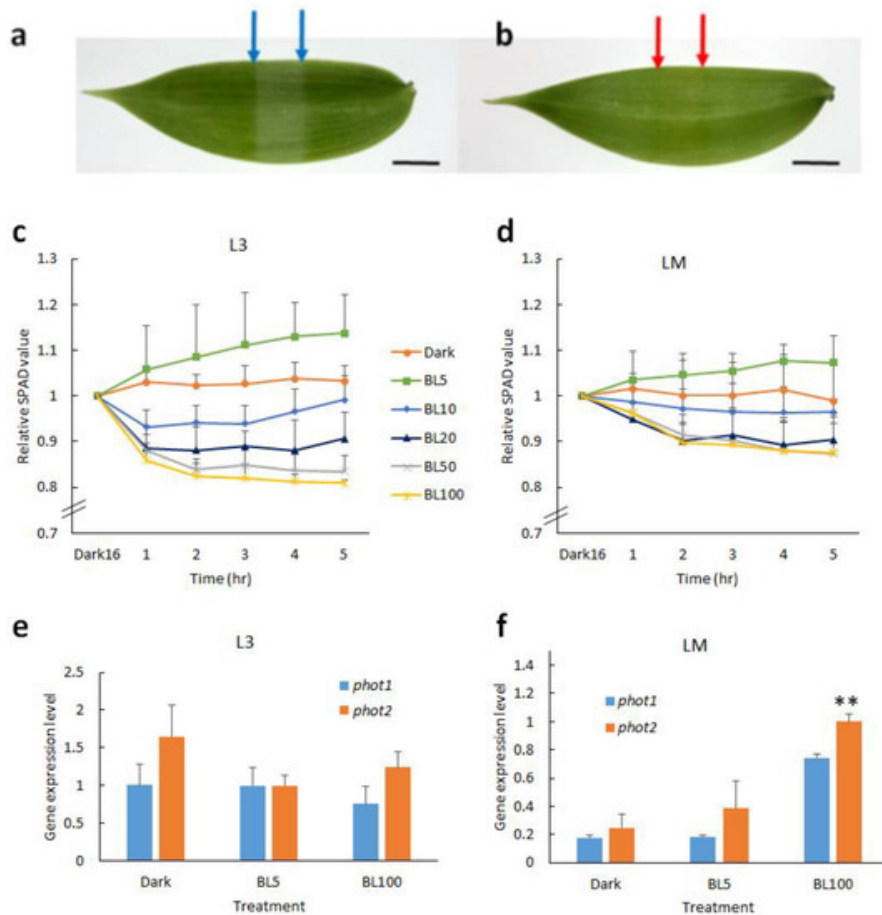 a
b
c
L3
1.3
1.2
1.1
1
0.9
0.8
0.7
Relative SPAD value
Dark16 1 2 3 4 5
Time (hr)
Dark
BL5
BL10
BL20
BL50
BL100
d
LM
1.3
1.2
1.1
1
0.9
0.8
0.7
Relative SPAD value
Dark16 1 2 3 4 5
Time (hr)
e
L3
2.5
2
1.5
1
0.5
0
Gene expression level
phot1
phot2
Dark BL5 BL100
Treatment
f
LM
1.4
1.2
1
0.8
0.6
0.4
0.2
0
Gene expression level
phot1
phot2
**
Dark BL5 BL100
Treatment